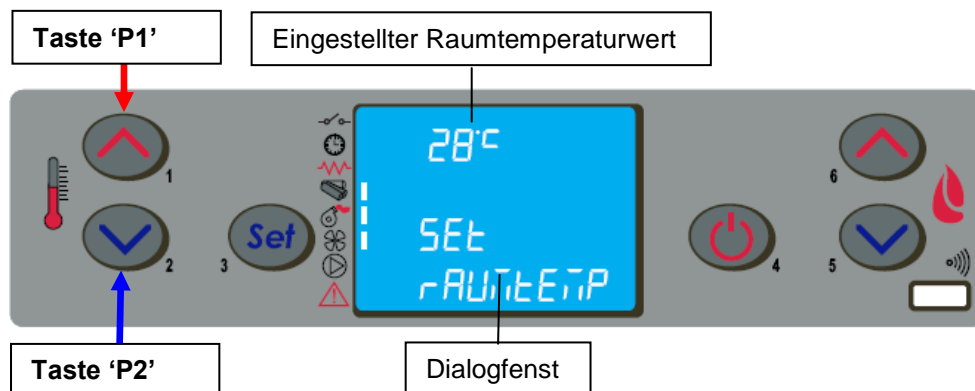 Taste ‘P1’
Eingestellter Raumtemperaturwert
28°C
1
6
Set
SEt
2
3
4
5
rAUmtEmP
Taste ‘P2’
Dialogfenst